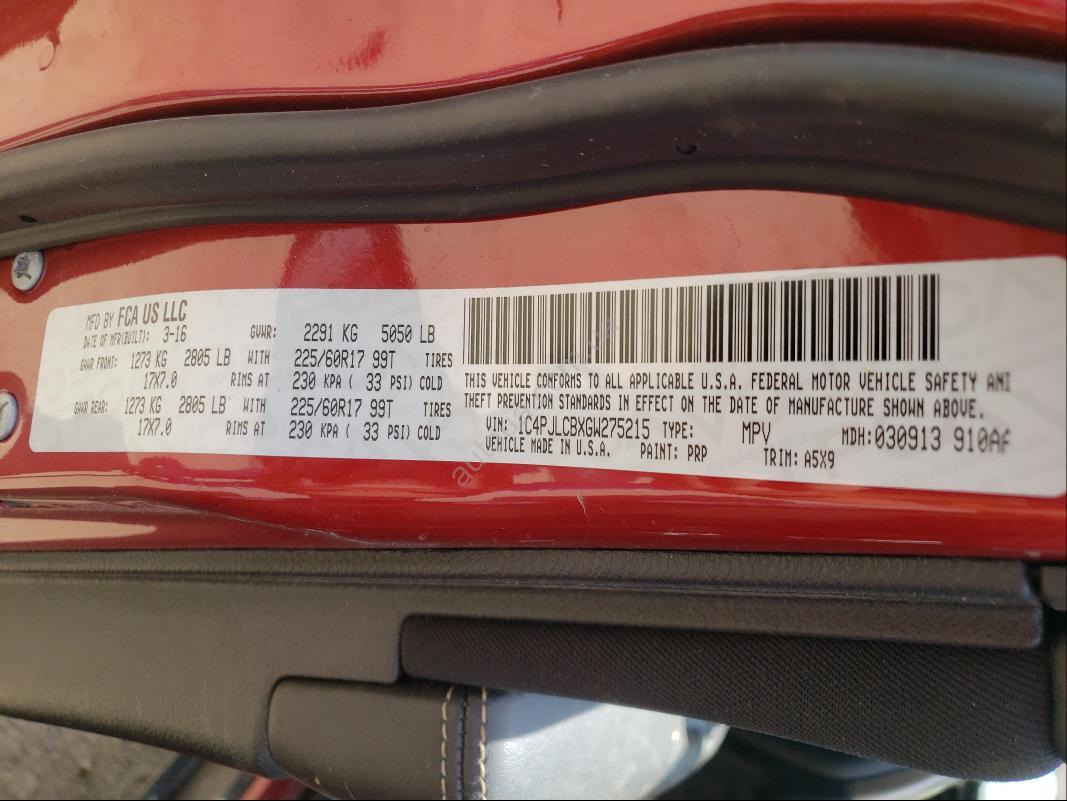 MFD BY FCA US LLC
DATE OF MFR(BUILT): 3-16 GVWR: 2291 KG 5050 LB
GAWR FRONT: 1273 KG 2805 LB WITH 225/60R17 99T TIRES
17X7.0 RIMS AT 230 KPA ( 33 PSI) COLD
GAWR REAR: 1273 KG 2805 LB WITH 225/60R17 99T TIRES
17X7.0 RIMS AT 230 KPA ( 33 PSI) COLD
THIS VEHICLE CONFORMS TO ALL APPLICABLE U.S.A. FEDERAL MOTOR VEHICLE SAFETY AND
THEFT PREVENTION STANDARDS IN EFFECT ON THE DATE OF MANUFACTURE SHOWN ABOVE.
VIN: 1C4PJLCBXGW275215 TYPE: MPV MDH:030913 910AF
VEHICLE MADE IN U.S.A. PAINT: PRP TRIM: A5X9